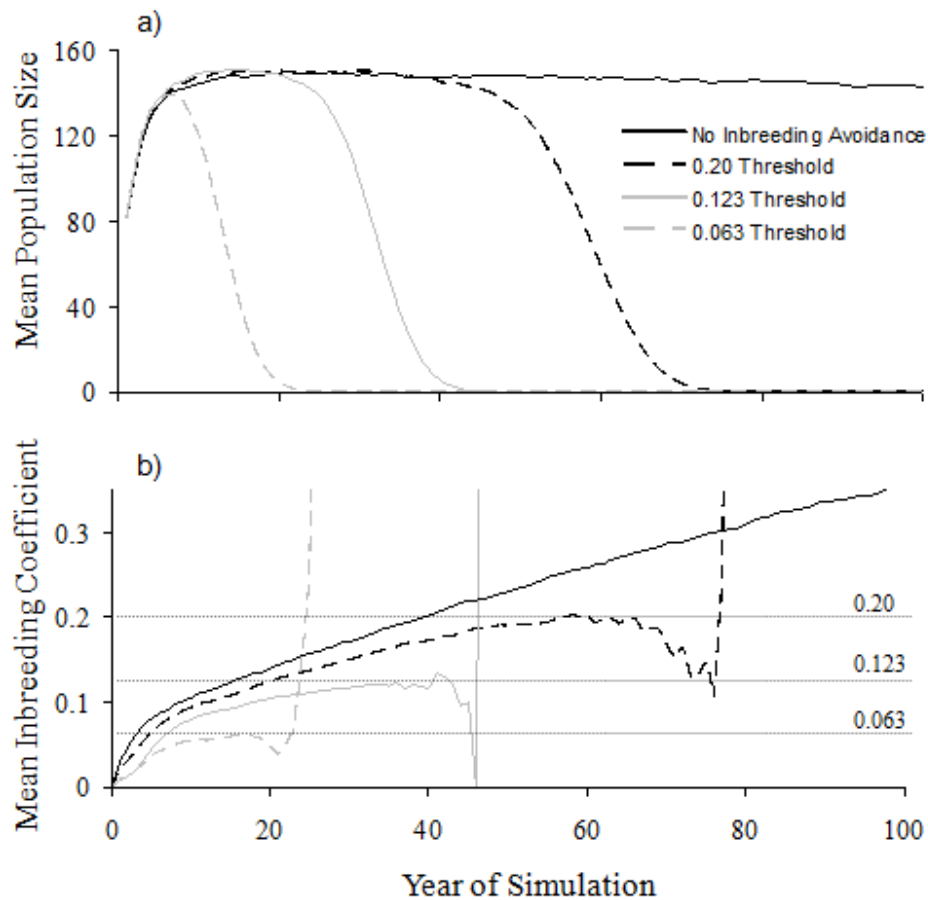 a)
Mean Population Size
160
120
80
40
0
No Inbreeding Avoidance
0.20 Threshold
0.123 Threshold
0.063 Threshold
b)
Mean Inbreeding Coefficient
0.3
0.2
0.1
0
0.20
0.123
0.063
0 20 40 60 80 100
Year of Simulation